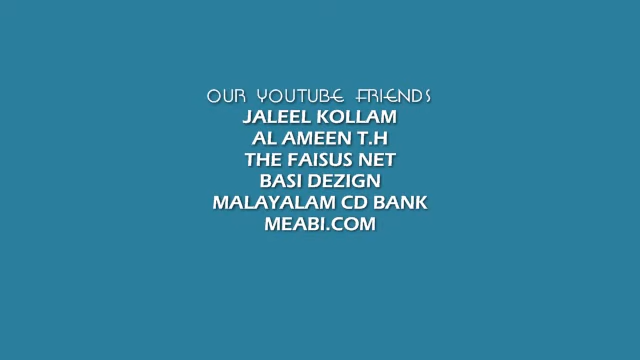 OUR YOUTUBE FRIENDS
JALEEL KOLLAM
AL AMEEN T.H
THE FAISUS NET
BASI DEZIGN
MALAYALAM CD BANK
MEABI.COM